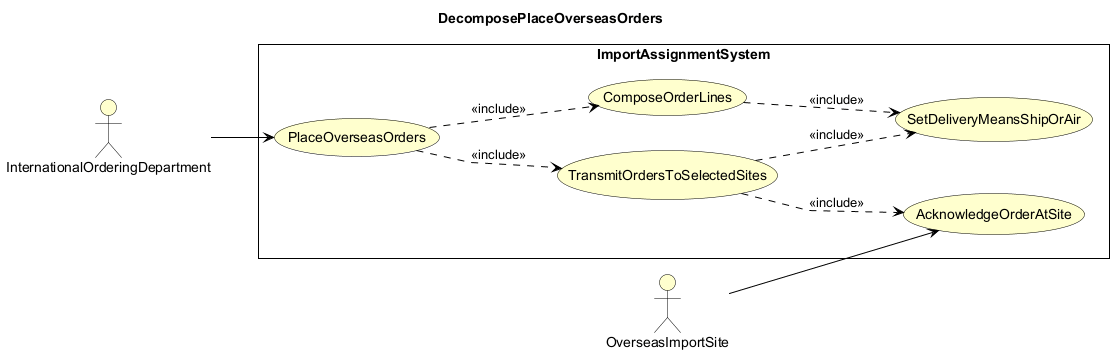 DecomposePlaceOverseasOrders
ImportAssignmentSystem
InternationalOrderingDepartment
PlaceOverseasOrders
«include»
ComposeOrderLines
«include»
SetDeliveryMeansShipOrAir
«include»
TransmitOrdersToSelectedSites
«include»
«include»
AcknowledgeOrderAtSite
OverseasImportSite